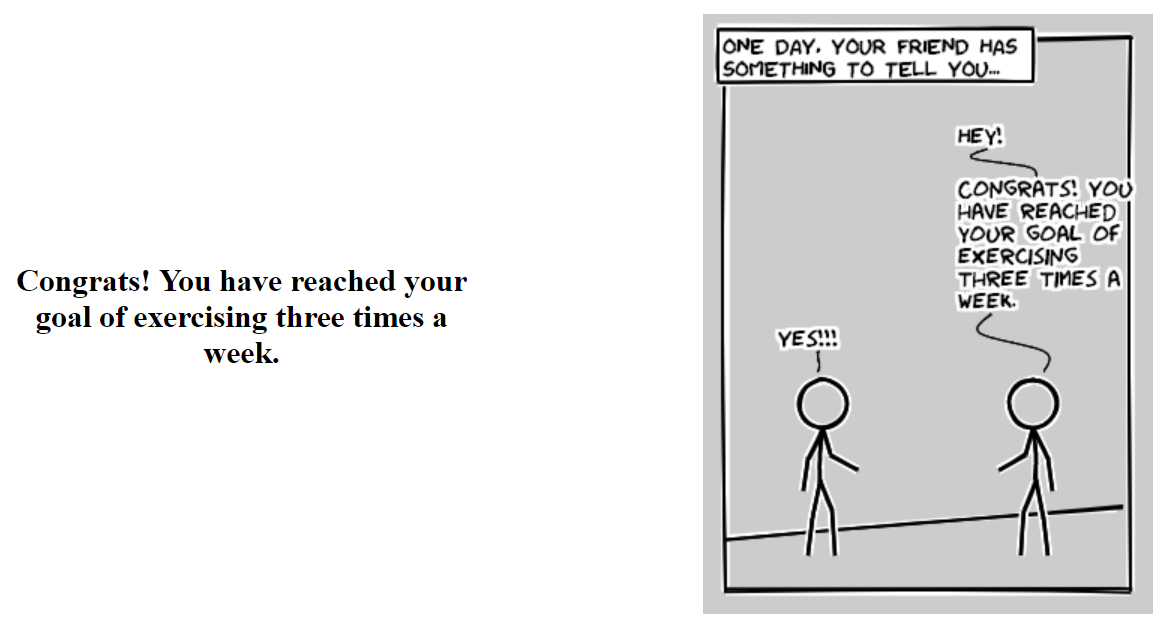 Congrats! You have reached your
goal of exercising three times a
week.
ONE DAY, YOUR FRIEND HAS
SOMETHING TO TELL YOU...
HEY!
CONGRATS! YOU
HAVE REACHED
YOUR GOAL OF
EXERCISING
THREE TIMES A
WEEK.
YES!!!